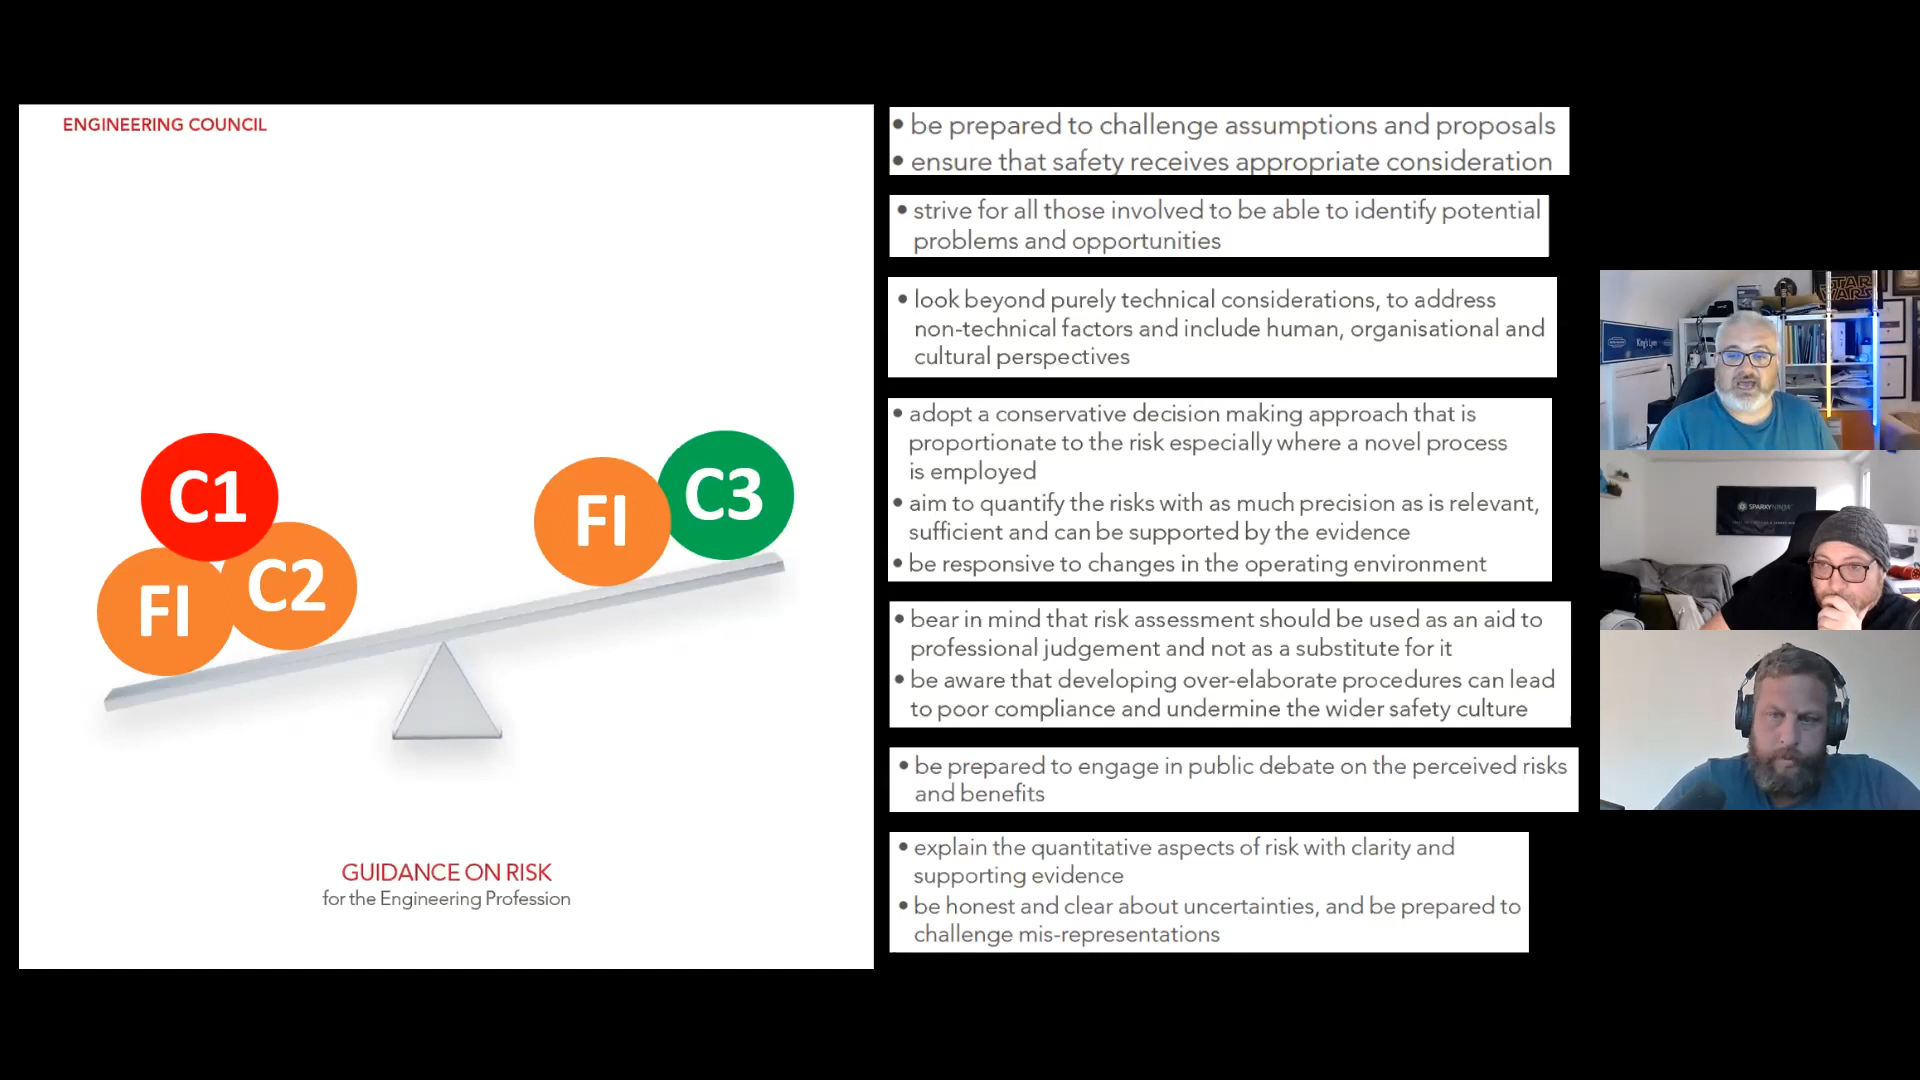 ENGINEERING COUNCIL
C1
FI
C2
FI
C3
GUIDANCE ON RISK
for the Engineering Profession
• be prepared to challenge assumptions and proposals
• ensure that safety receives appropriate consideration
• strive for all those involved to be able to identify potential
problems and opportunities
• look beyond purely technical considerations, to address
non-technical factors and include human, organisational and
cultural perspectives
• adopt a conservative decision making approach that is
proportionate to the risk especially where a novel process
is employed
• aim to quantify the risks with as much precision as is relevant,
sufficient and can be supported by the evidence
• be responsive to changes in the operating environment
• bear in mind that risk assessment should be used as an aid to
professional judgement and not as a substitute for it
• be aware that developing over-elaborate procedures can lead
to poor compliance and undermine the wider safety culture
• be prepared to engage in public debate on the perceived risks
and benefits
• explain the quantitative aspects of risk with clarity and
supporting evidence
• be honest and clear about uncertainties, and be prepared to
challenge mis-representations
STAR
WARS
King's Lynn
SPARKYNINJA